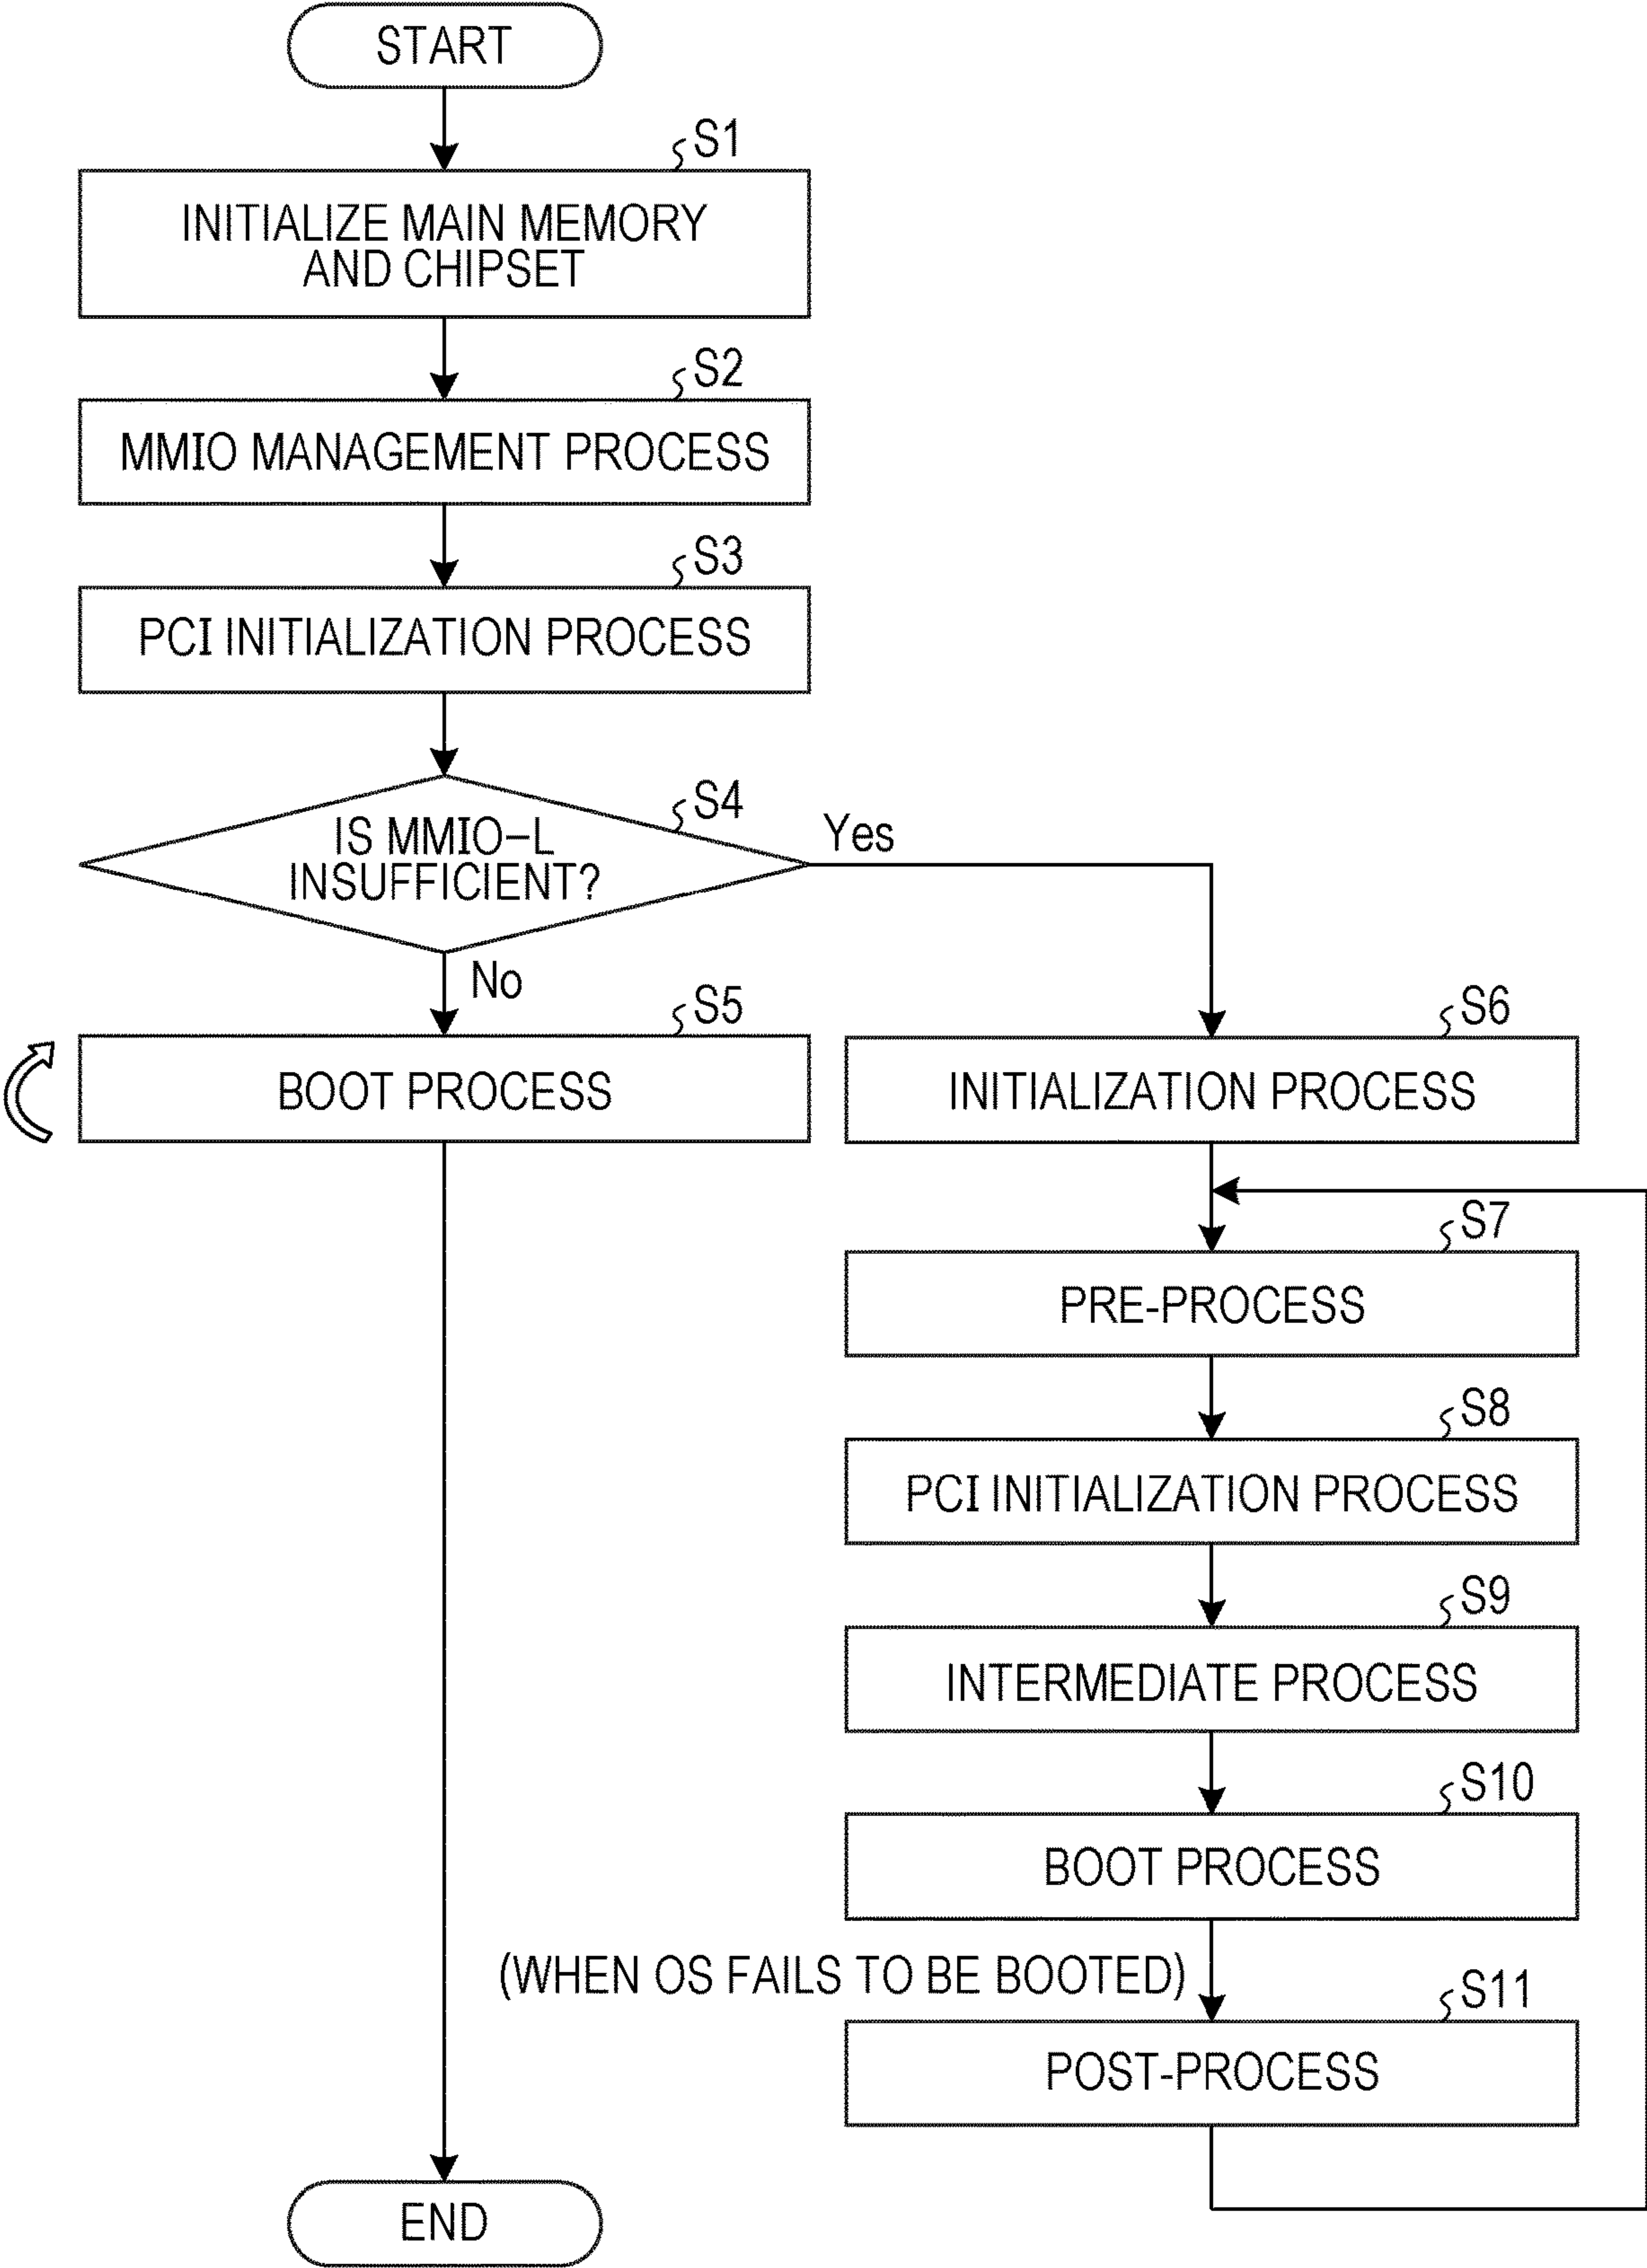 START
S1
INITIALIZE MAIN MEMORY
AND CHIPSET
S2
MMIO MANAGEMENT PROCESS
S3
PCI INITIALIZATION PROCESS
S4
IS MMIO–L
INSUFFICIENT?
Yes
No
S5
BOOT PROCESS
S6
INITIALIZATION PROCESS
S7
PRE-PROCESS
S8
PCI INITIALIZATION PROCESS
S9
INTERMEDIATE PROCESS
S10
BOOT PROCESS
(WHEN OS FAILS TO BE BOOTED)
S11
POST-PROCESS
END